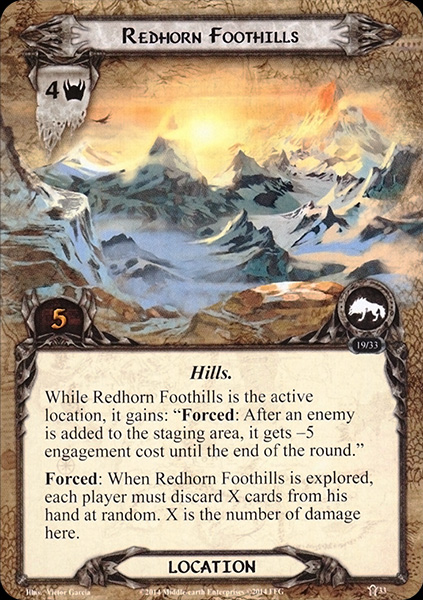 Redhorn Foothills
4
5
19/33
Hills.
While Redhorn Foothills is the active
location, it gains: “Forced: After an enemy
is added to the staging area, it gets –5
engagement cost until the end of the round.”
Forced: When Redhorn Foothills is explored,
each player must discard X cards from his
hand at random. X is the number of damage
here.
LOCATION
Illus. Victor Garcia ©2014 Middle-earth Enterprises ©2014 FFG 33